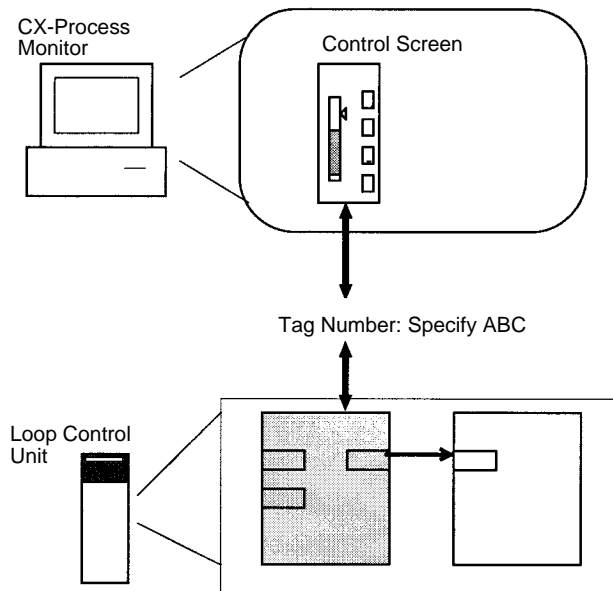 CX-Process
Monitor
Control Screen
Tag Number: Specify ABC
Loop Control
Unit